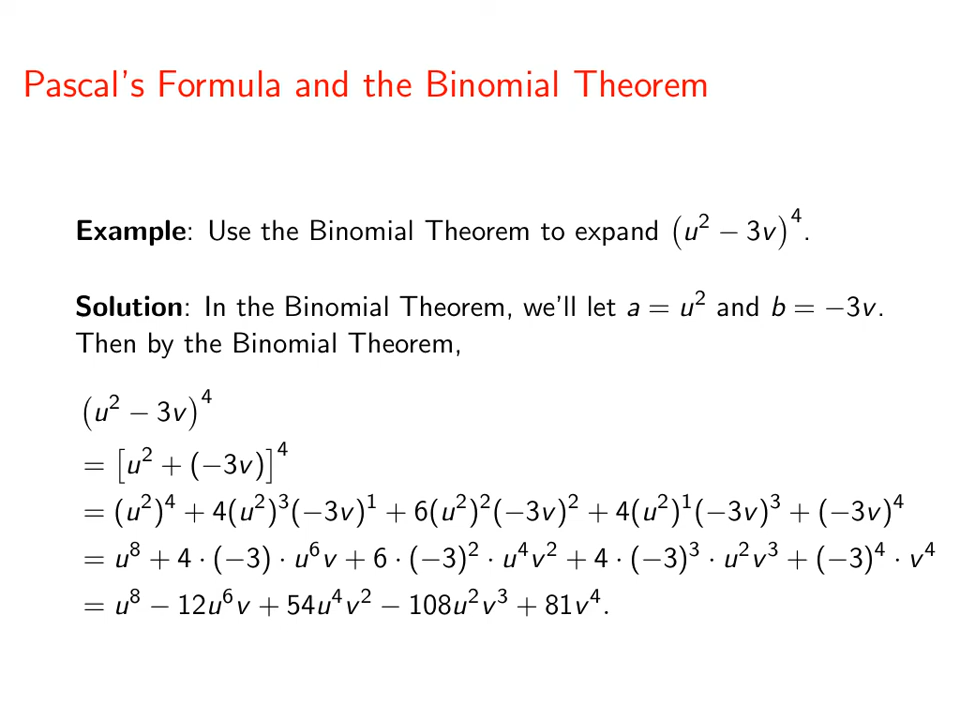 Pascal's Formula and the Binomial Theorem
Example: Use the Binomial Theorem to expand (u² − 3v)⁴.
Solution: In the Binomial Theorem, we'll let a = u² and b = −3v.
Then by the Binomial Theorem,
(u² − 3v)⁴
= [u² + (−3v)]⁴
= (u²)⁴ + 4(u²)³(−3v)¹ + 6(u²)²(−3v)² + 4(u²)¹(−3v)³ + (−3v)⁴
= u⁸ + 4 · (−3) · u⁶v + 6 · (−3)² · u⁴v² + 4 · (−3)³ · u²v³ + (−3)⁴ · v⁴
= u⁸ − 12u⁶v + 54u⁴v² − 108u²v³ + 81v⁴.